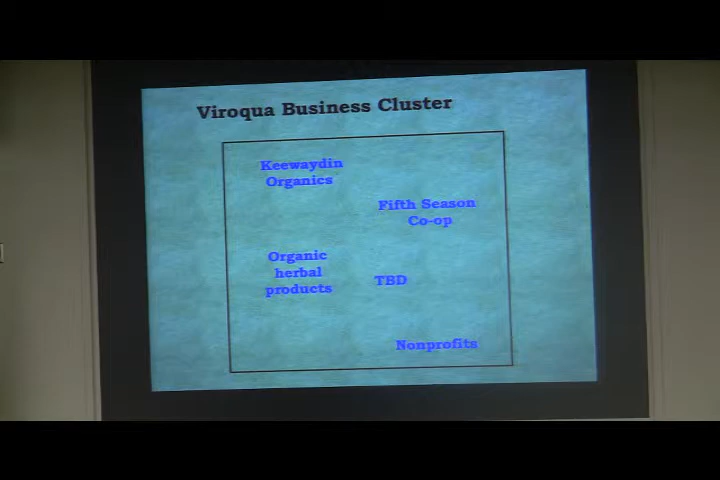 Viroqua Business Cluster
Keewaydin
Organics
Fifth Season
Co-op
Organic
herbal
products
TBD
Nonprofits